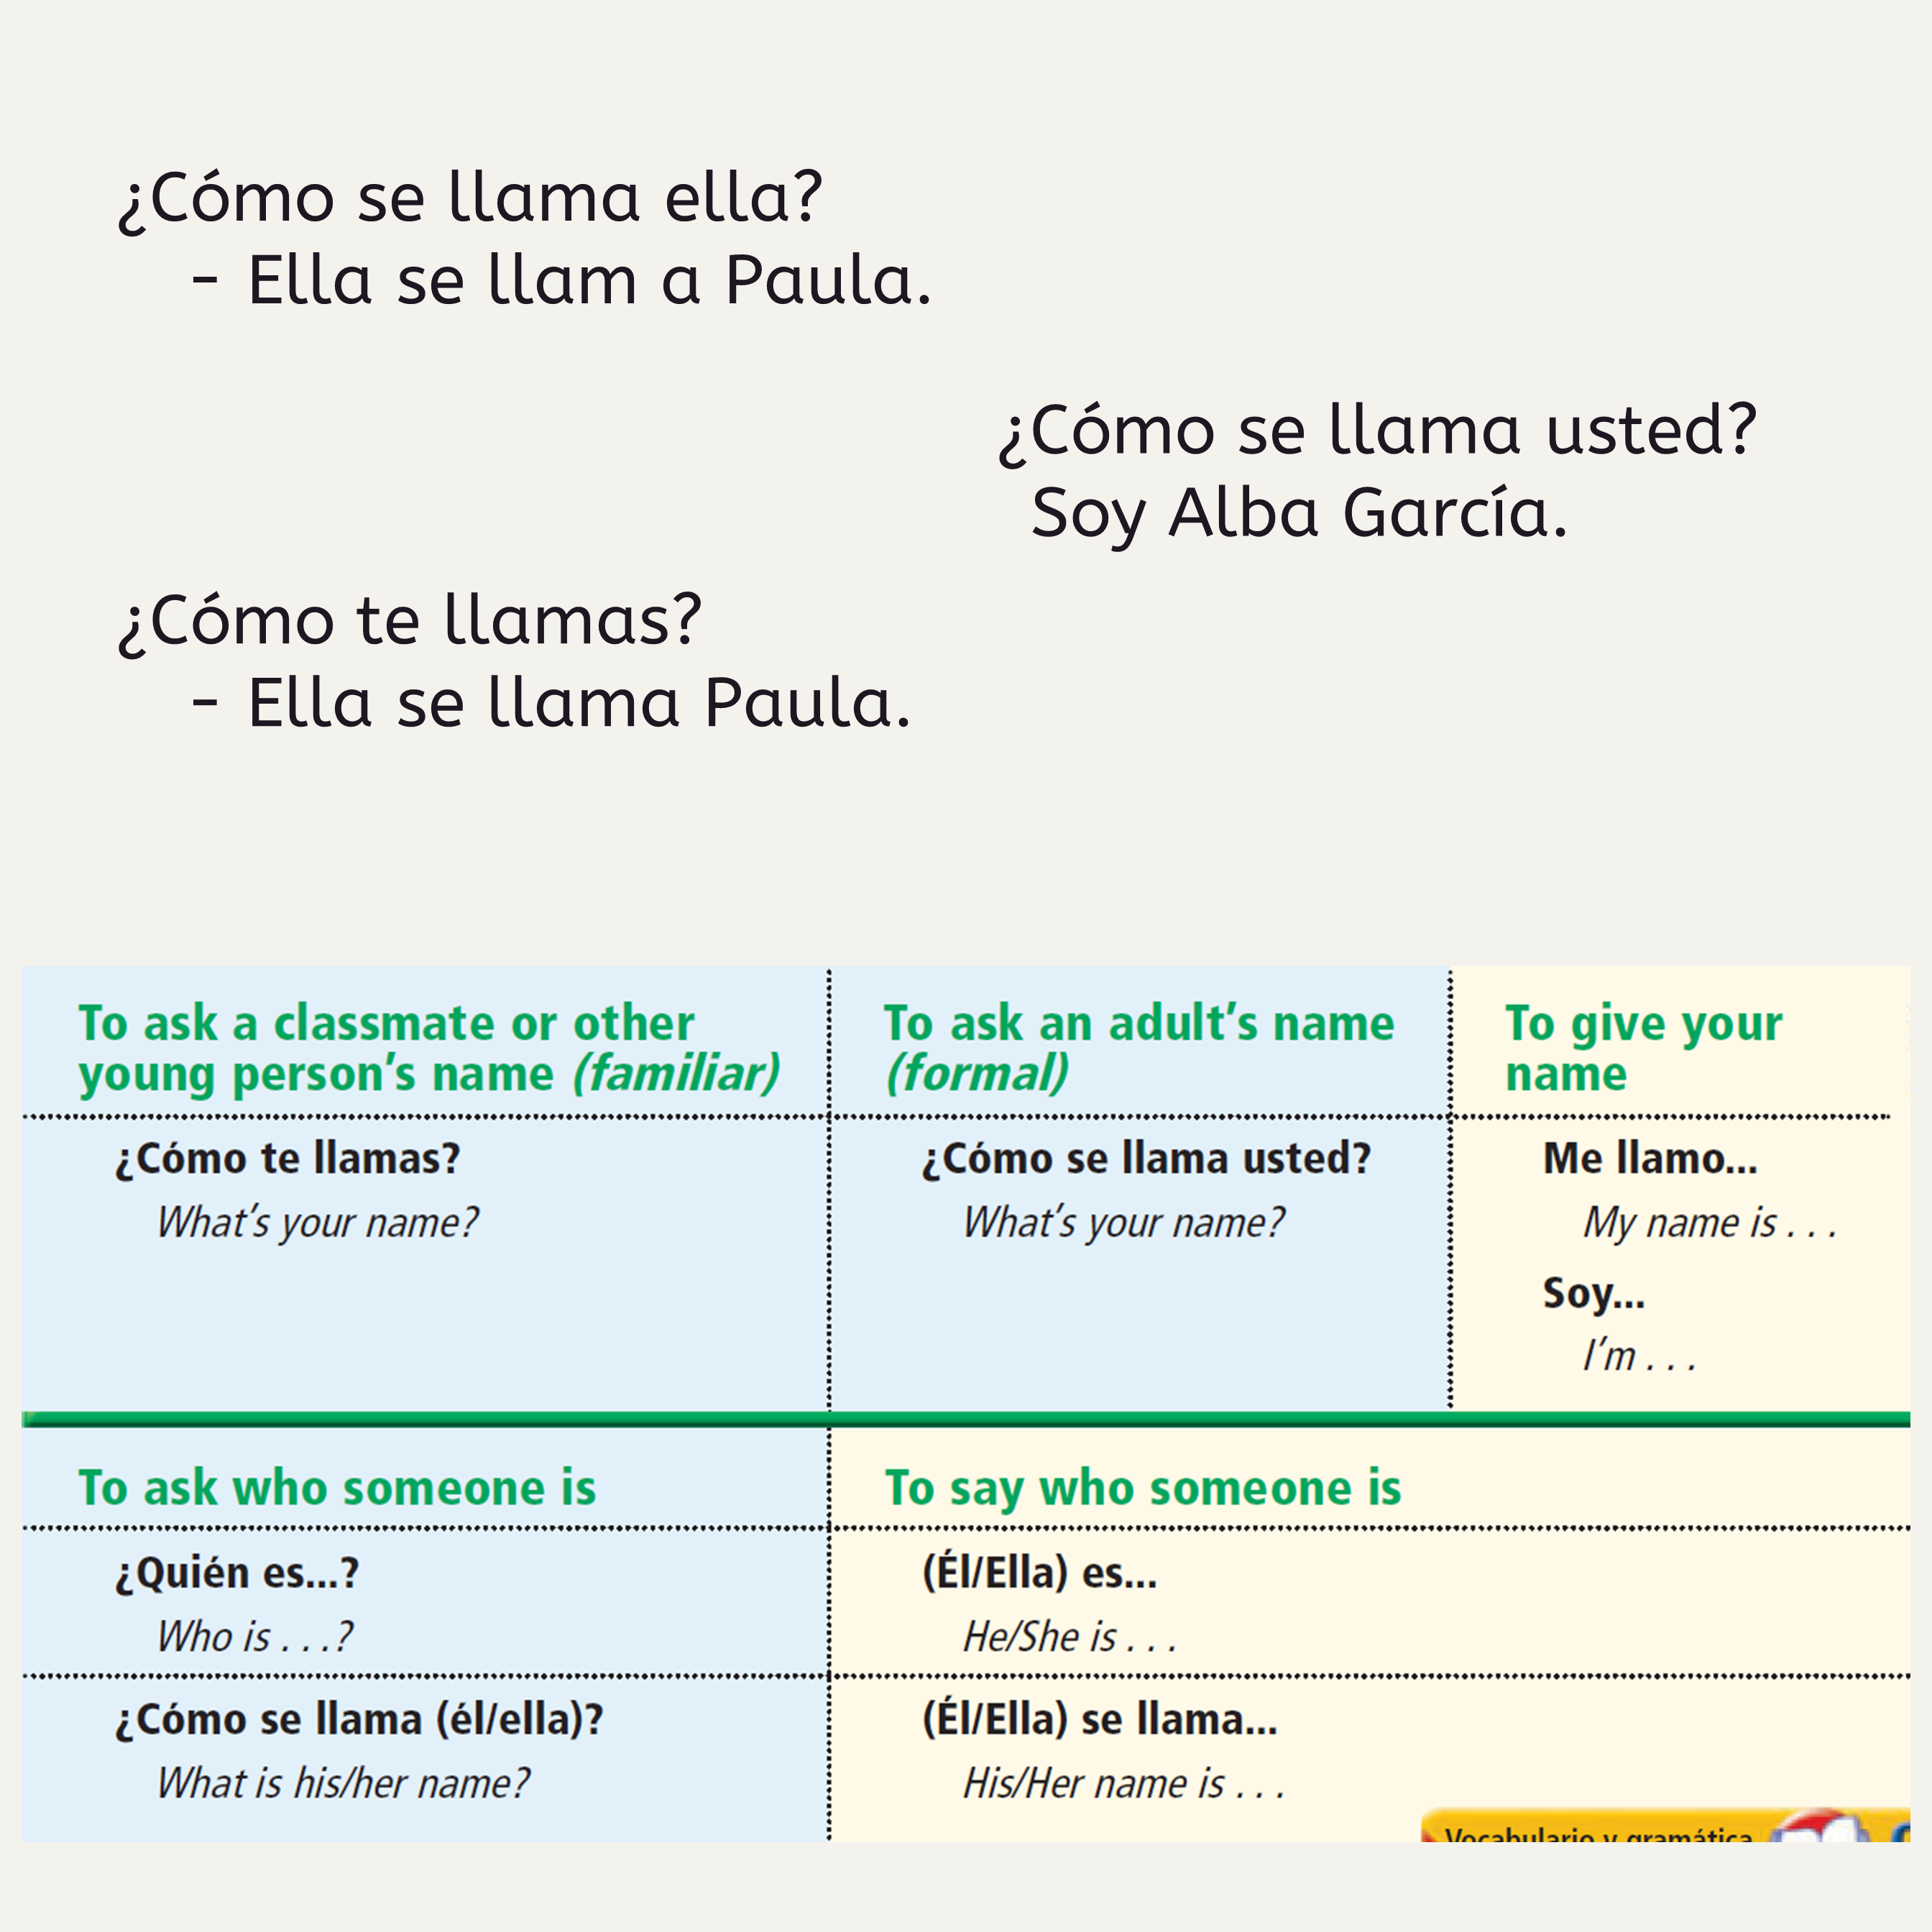 ¿Cómo se llama ella?
- Ella se llam a Paula.
¿Cómo se llama usted?
Soy Alba García.
¿Cómo te llamas?
- Ella se llama Paula.
To ask a classmate or other
young person's name (familiar)
To ask an adult's name
(formal)
To give your
name
¿Cómo te llamas?
What's your name?
¿Cómo se llama usted?
What's your name?
Me llamo...
My name is . . .
Soy...
I'm . . .
To ask who someone is
To say who someone is
¿Quién es...?
Who is . . .?
(Él/Ella) es...
He/She is . . .
¿Cómo se llama (él/ella)?
What is his/her name?
(Él/Ella) se llama...
His/Her name is . . .
Vocabulario y gramática